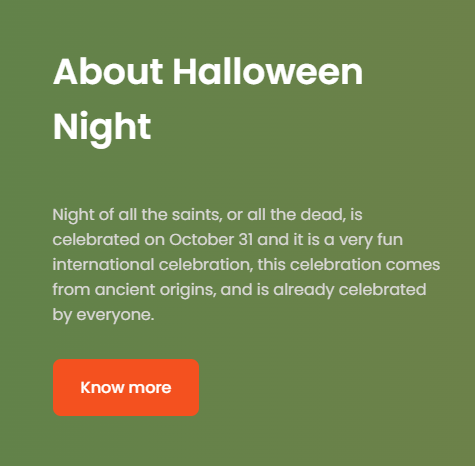 About Halloween
Night
Night of all the saints, or all the dead, is
celebrated on October 31 and it is a very fun
international celebration, this celebration comes
from ancient origins, and is already celebrated
by everyone.
Know more